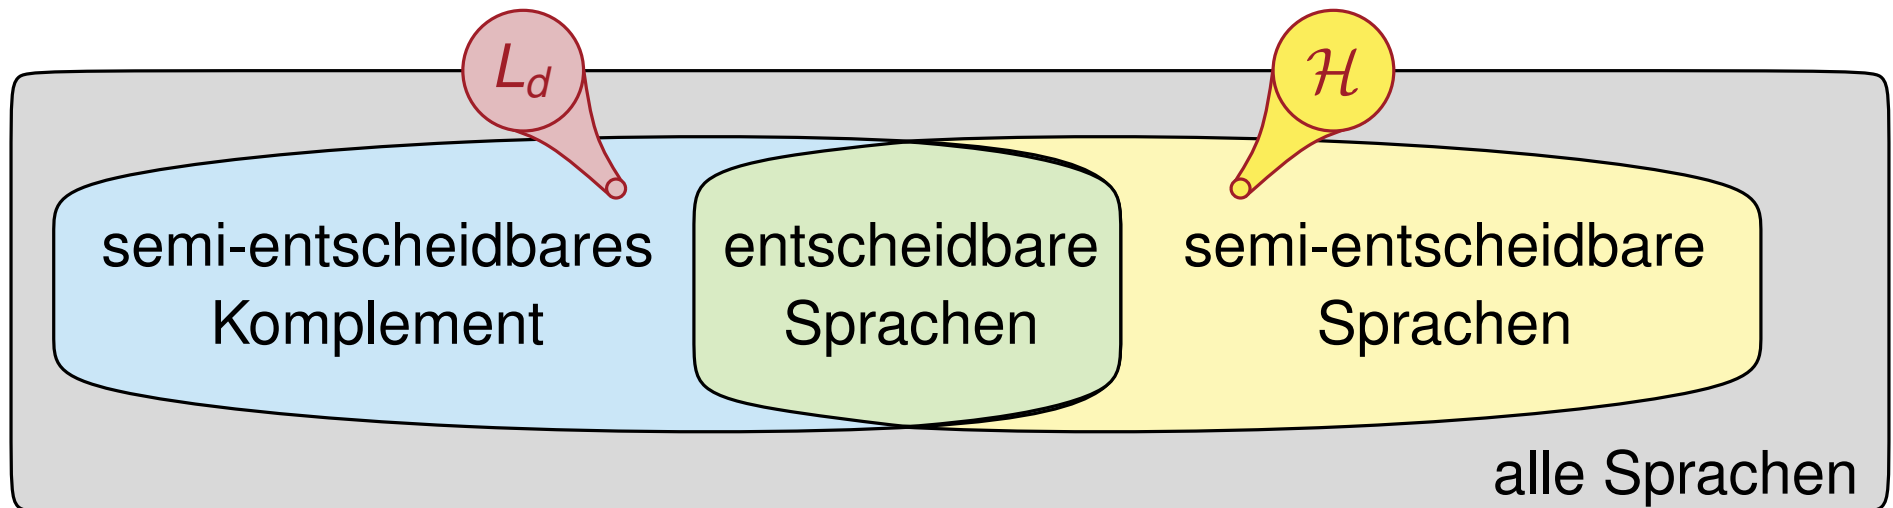 L_d
ℋ
semi-entscheidbares
Komplement
entscheidbare
Sprachen
semi-entscheidbare
Sprachen
alle Sprachen